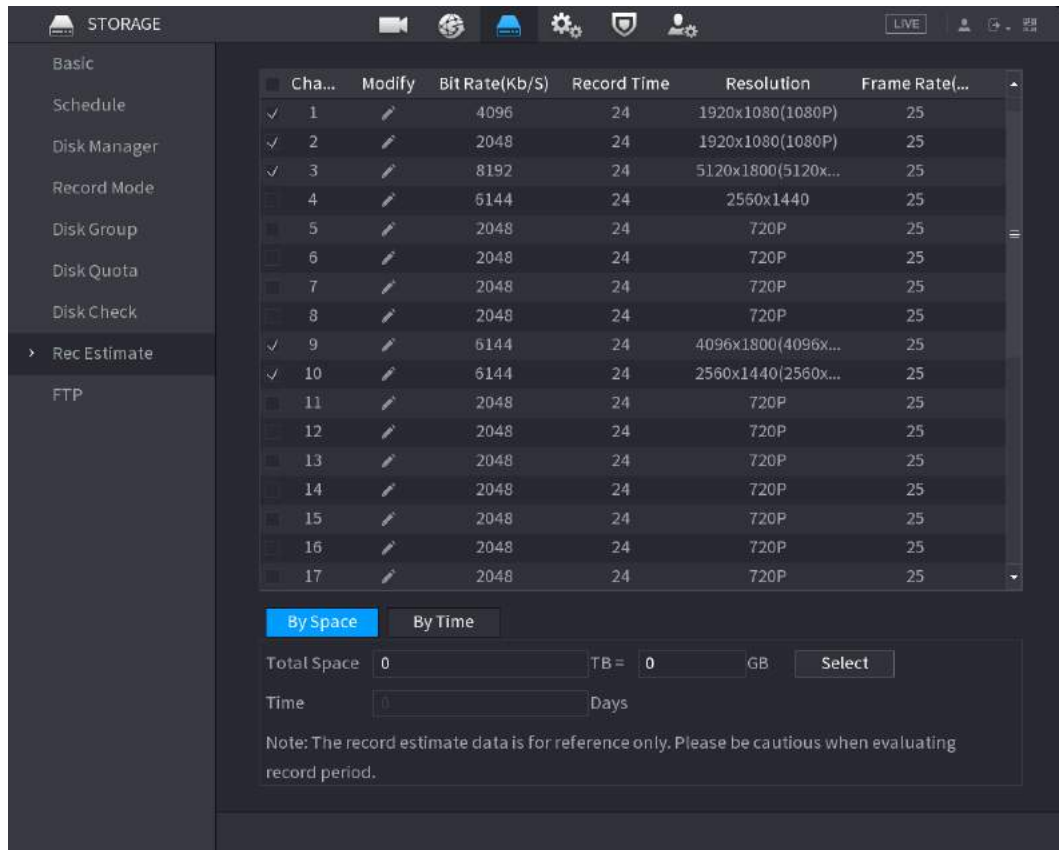 STORAGE LIVE
Basic
Schedule
Disk Manager
Record Mode
Disk Group
Disk Quota
Disk Check
Rec Estimate
FTP
Cha... Modify Bit Rate(Kb/S) Record Time Resolution Frame Rate(...
1 4096 24 1920x1080(1080P) 25
2 2048 24 1920x1080(1080P) 25
3 8192 24 5120x1800(5120x... 25
4 6144 24 2560x1440 25
5 2048 24 720P 25
6 2048 24 720P 25
7 2048 24 720P 25
8 2048 24 720P 25
9 6144 24 4096x1800(4096x... 25
10 6144 24 2560x1440(2560x... 25
11 2048 24 720P 25
12 2048 24 720P 25
13 2048 24 720P 25
14 2048 24 720P 25
15 2048 24 720P 25
16 2048 24 720P 25
17 2048 24 720P 25
By Space By Time
Total Space 0 TB = 0 GB Select
Time 0 Days
Note: The record estimate data is for reference only. Please be cautious when evaluating
record period.